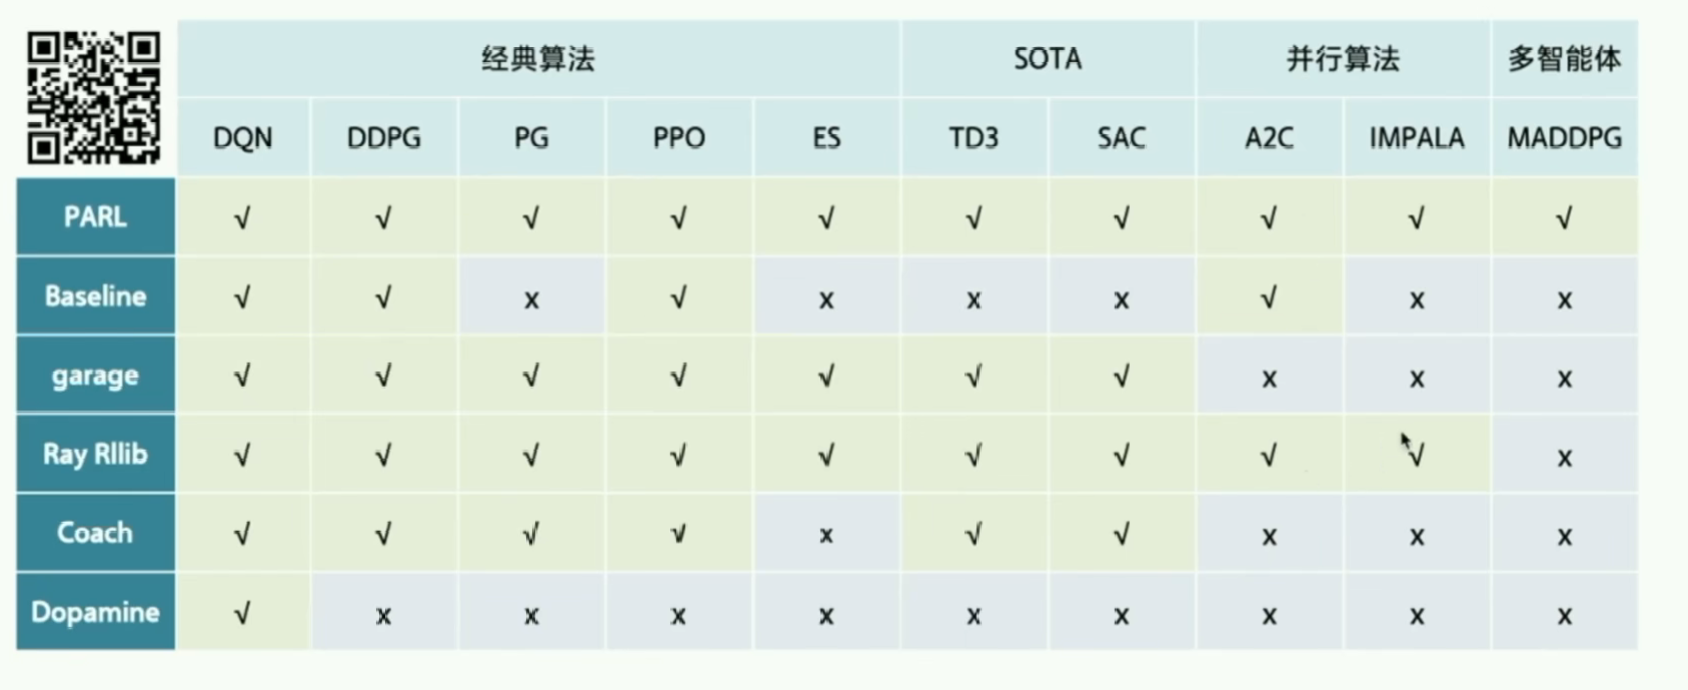 经典算法 SOTA 并行算法 多智能体
DQN DDPG PG PPO ES TD3 SAC A2C IMPALA MADDPG
PARL √ √ √ √ √ √ √ √ √ √
Baseline √ √ x √ x x x √ x x
garage √ √ √ √ √ √ √ x x x
Ray Rllib √ √ √ √ √ √ √ √ √ x
Coach √ √ √ √ x √ √ x x x
Dopamine √ x x x x x x x x x